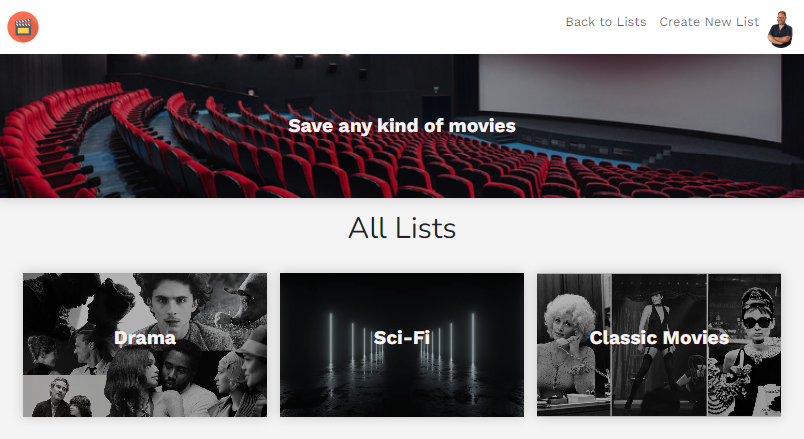 Back to Lists Create New List
Save any kind of movies
All Lists
Drama
Sci-Fi
Classic Movies